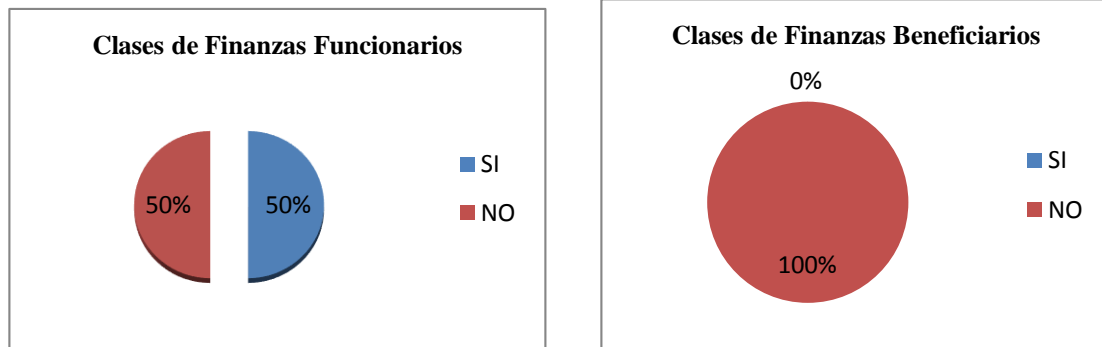 Clases de Finanzas Funcionarios
50%
50%
SI
NO
Clases de Finanzas Beneficiarios
0%
100%
SI
NO